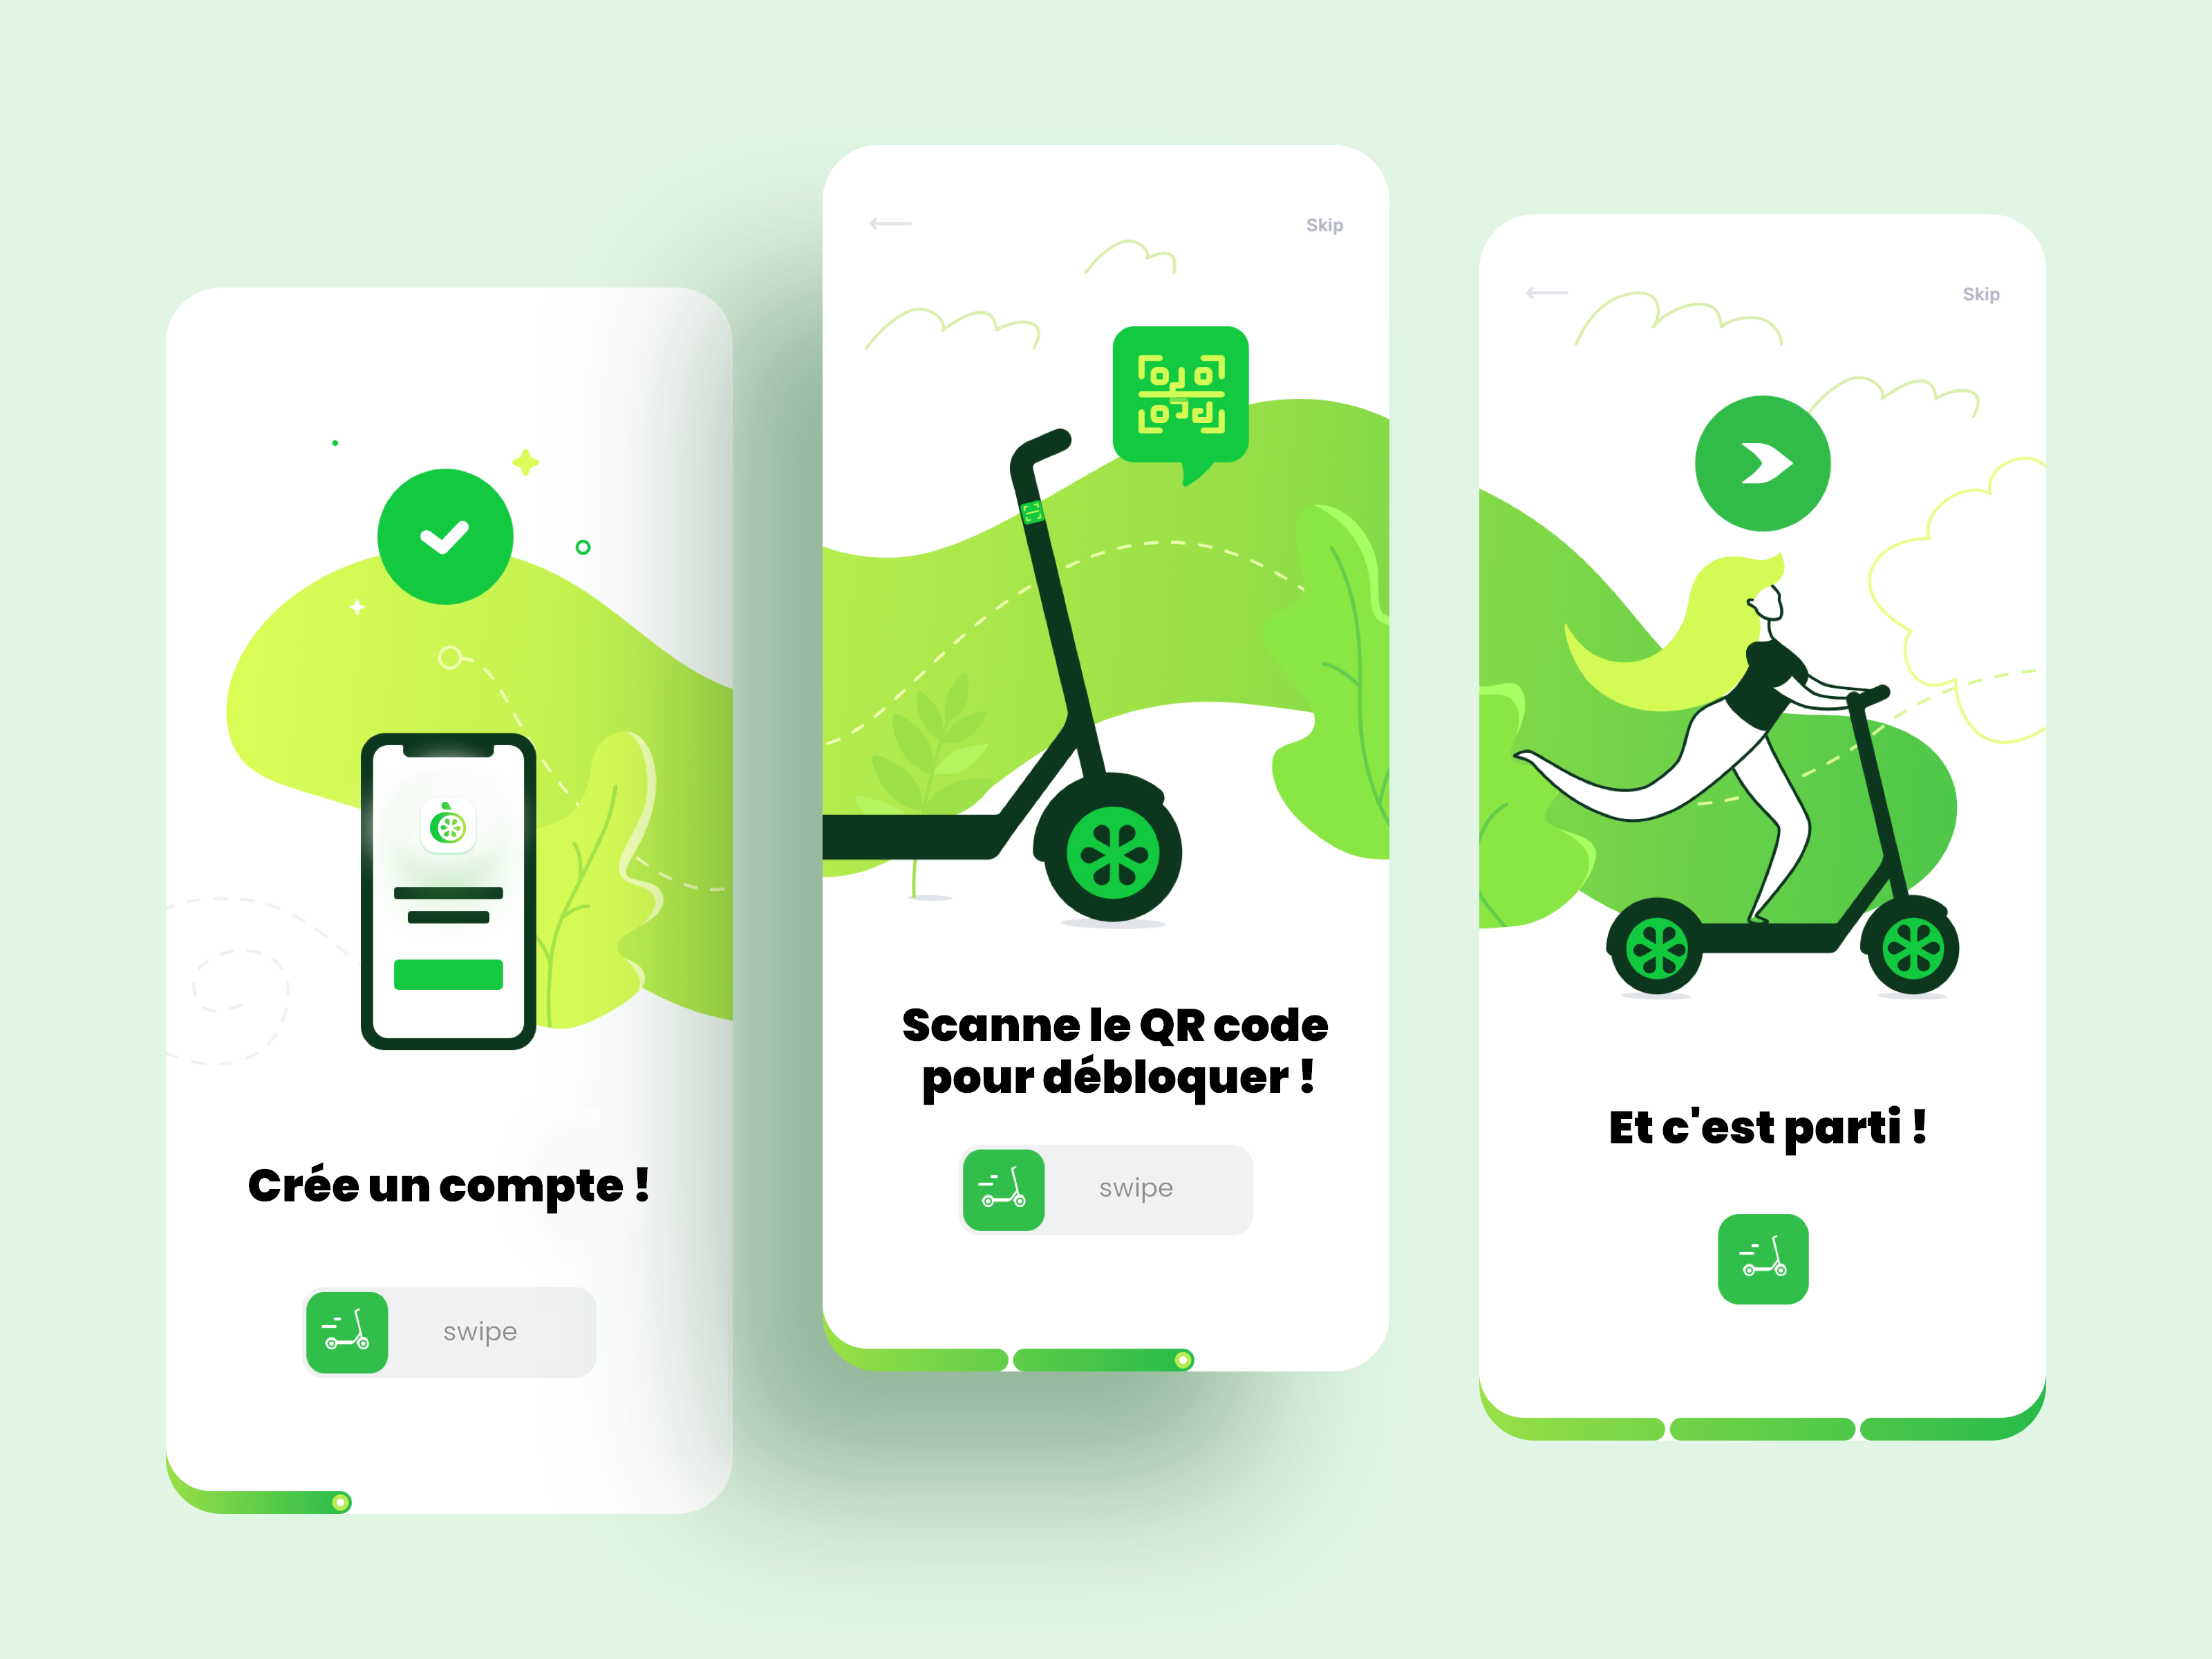 Crée un compte !
swipe
Skip
Scanne le QR code
pour débloquer !
swipe
Skip
Et c'est parti !